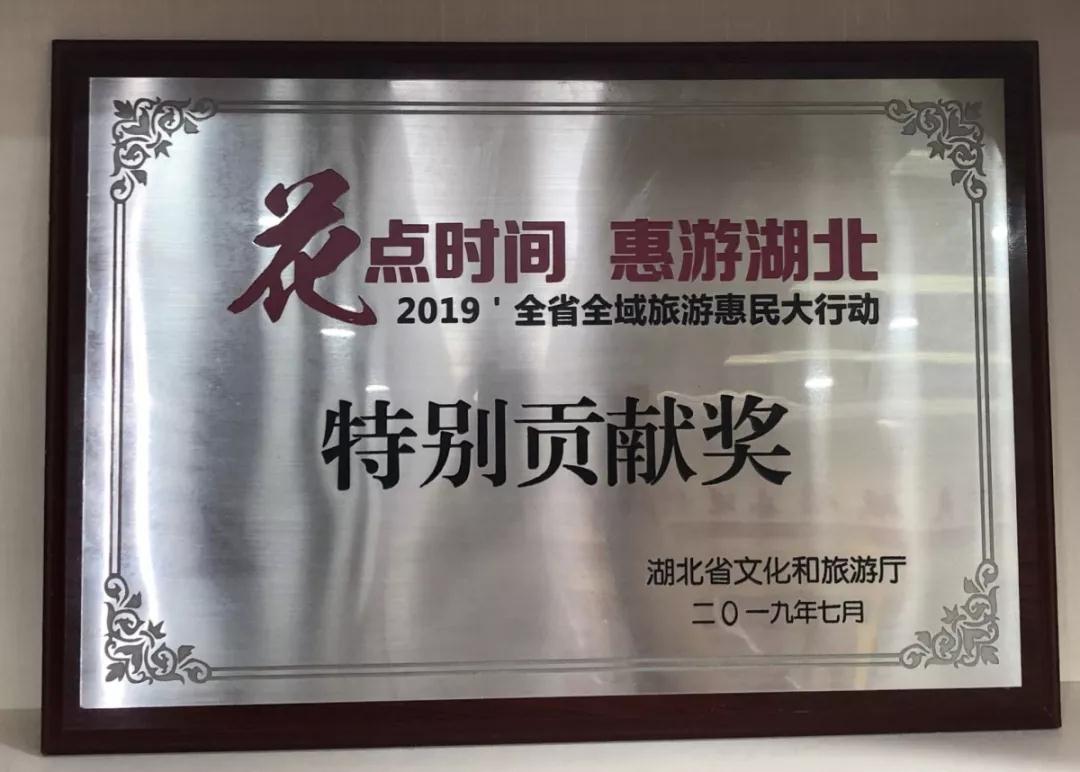 花点时间 惠游湖北
2019'全省全域旅游惠民大行动
特别贡献奖
湖北省文化和旅游厅
二〇一九年七月